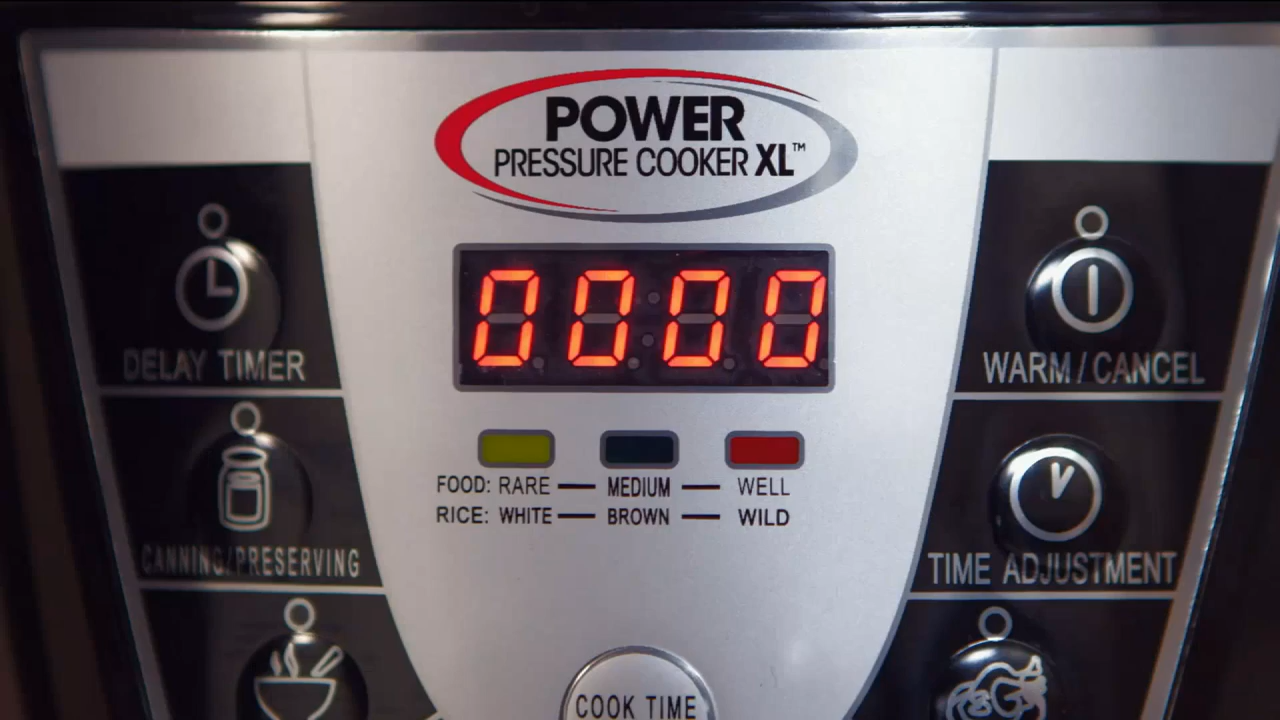 POWER
PRESSURE COOKER XL™
0000
DELAY TIMER
WARM / CANCEL
FOOD: RARE — MEDIUM — WELL
RICE: WHITE — BROWN — WILD
CANNING/PRESERVING
TIME ADJUSTMENT
COOK TIME